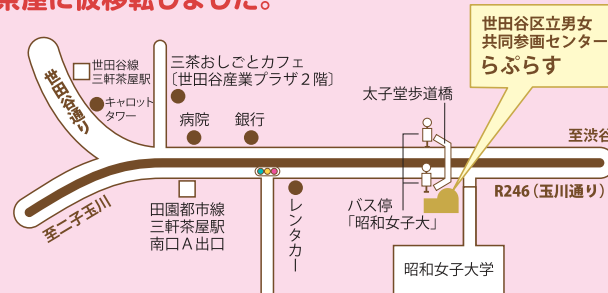 茶屋に仮移転しました。
世田谷区立男女
共同参画センター
らぷらす
世田谷線
三軒茶屋駅
キャロット
タワー
世田谷通り
三茶おしごとカフェ
〔世田谷産業プラザ2階〕
病院
銀行
太子堂歩道橋
至渋谷
R246（玉川通り）
至二子玉川
田園都市線
三軒茶屋駅
南口A出口
レンタカー
バス停
「昭和女子大」
昭和女子大学